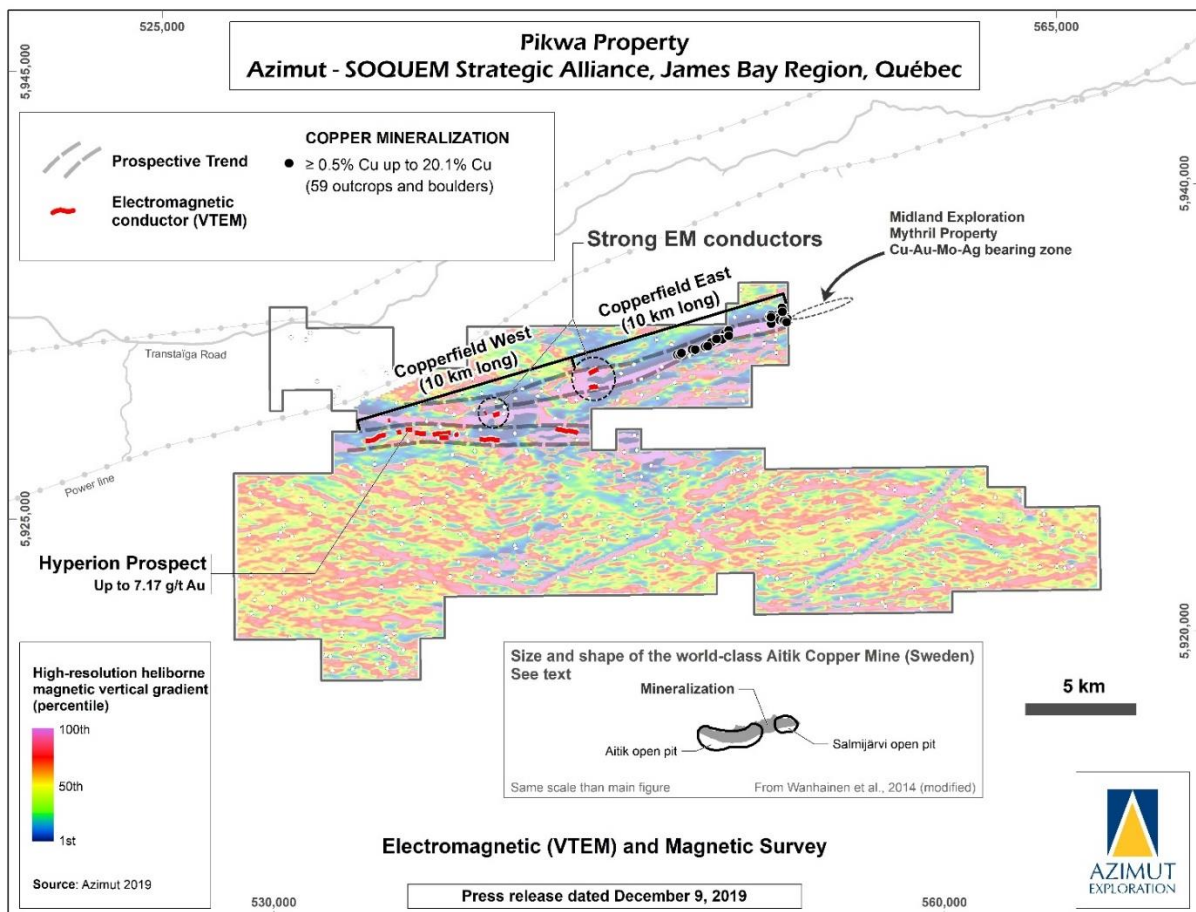 525,000
565,000
Pikwa Property
Azimut - SOQUEM Strategic Alliance, James Bay Region, Québec
5,945,000
5,940,000
Prospective Trend
Electromagnetic
conductor (VTEM)
COPPER MINERALIZATION
≥ 0.5% Cu up to 20.1% Cu
(59 outcrops and boulders)
Strong EM conductors
Midland Exploration
Mythril Property
Cu-Au-Mo-Ag bearing zone
Copperfield East
(10 km long)
Copperfield West
(10 km long)
Transtaïga Road
Power line
5,925,000
5,920,000
Hyperion Prospect
Up to 7.17 g/t Au
High-resolution heliborne
magnetic vertical gradient
(percentile)
100th
50th
1st
Source: Azimut 2019
Size and shape of the world-class Aitik Copper Mine (Sweden)
See text
Mineralization
Aitik open pit
Salmijärvi open pit
Same scale than main figure
From Wanhainen et al., 2014 (modified)
5 km
Electromagnetic (VTEM) and Magnetic Survey
Press release dated December 9, 2019
530,000
560,000
AZIMUT
EXPLORATION